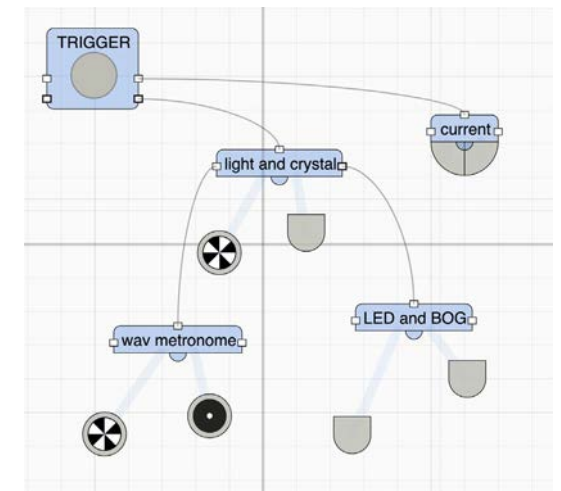 TRIGGER
current
light and crystal
LED and BOG
wav metronome